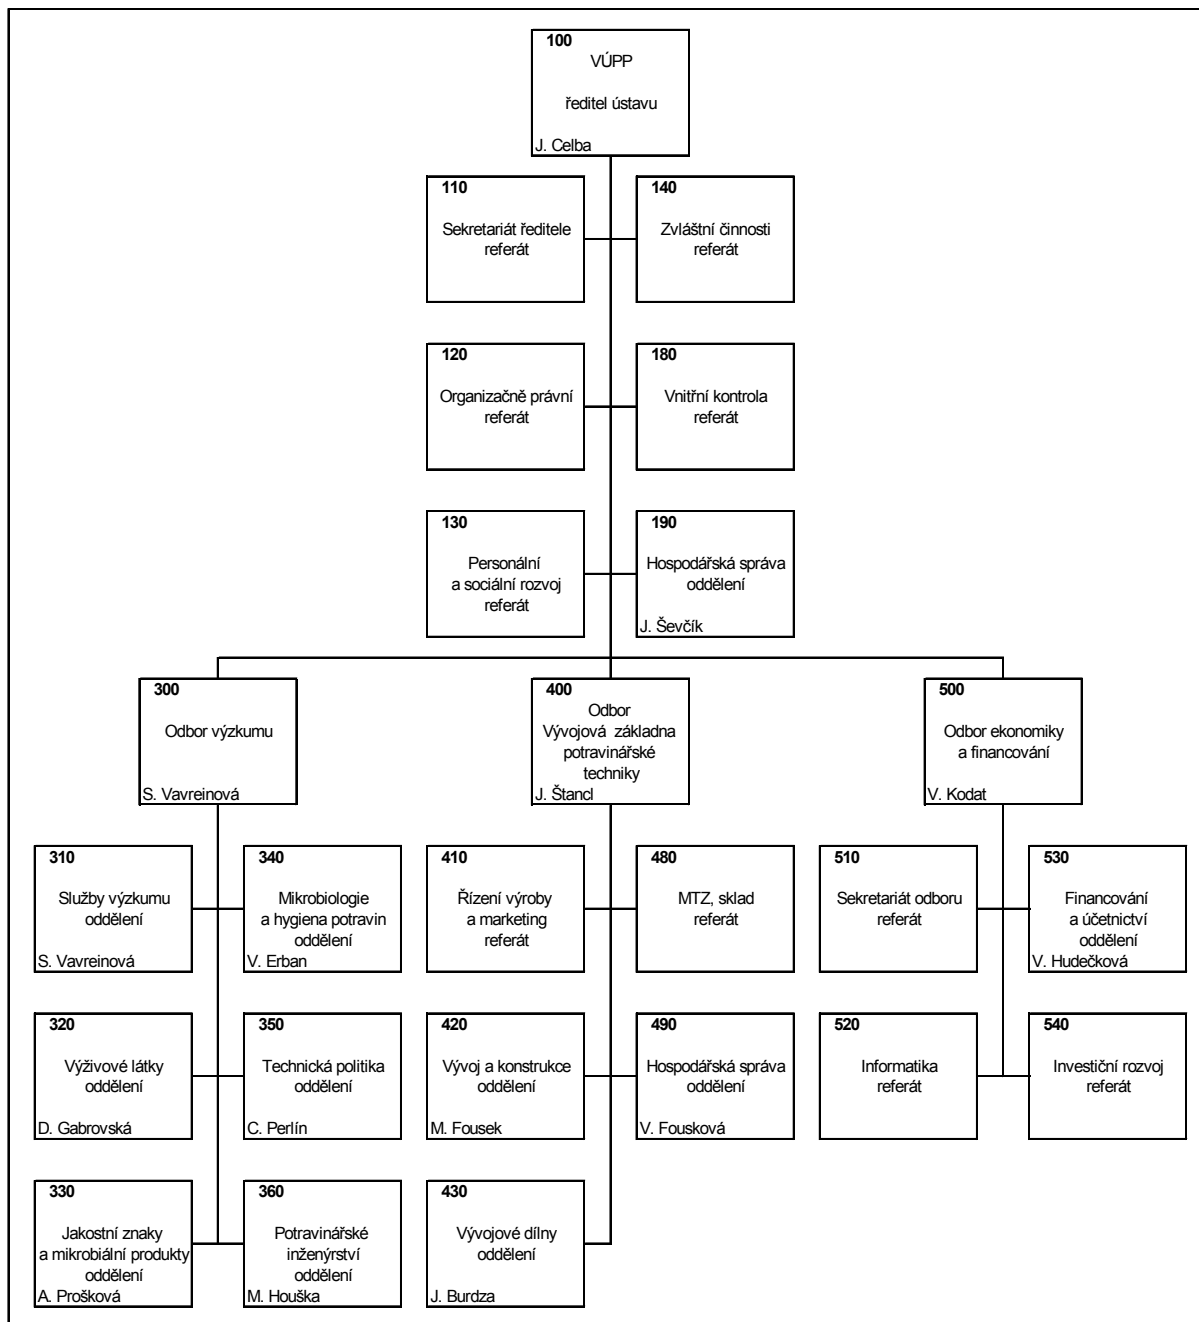 100
VÚPP
ředitel ústavu
J. Celba
110
Sekretariát ředitele
referát
140
Zvláštní činnosti
referát
120
Organizačně právní
referát
180
Vnitřní kontrola
referát
130
Personální
a sociální rozvoj
referát
190
Hospodářská správa
oddělení
J. Ševčík
300
Odbor výzkumu
S. Vavreinová
400
Odbor
Vývojová základna
potravinářské
techniky
J. Štancl
500
Odbor ekonomiky
a financování
V. Kodat
310
Služby výzkumu
oddělení
S. Vavreinová
340
Mikrobiologie
a hygiena potravin
oddělení
V. Erban
410
Řízení výroby
a marketing
referát
480
MTZ, sklad
referát
510
Sekretariát odboru
referát
530
Financování
a účetnictví
oddělení
V. Hudečková
320
Výživové látky
oddělení
D. Gabrovská
350
Technická politika
oddělení
C. Perlín
420
Vývoj a konstrukce
oddělení
M. Fousek
490
Hospodářská správa
oddělení
V. Fousková
520
Informatika
referát
540
Investiční rozvoj
referát
330
Jakostní znaky
a mikrobiální produkty
oddělení
A. Prošková
360
Potravinářské
inženýrství
oddělení
M. Houška
430
Vývojové dílny
oddělení
J. Burdza